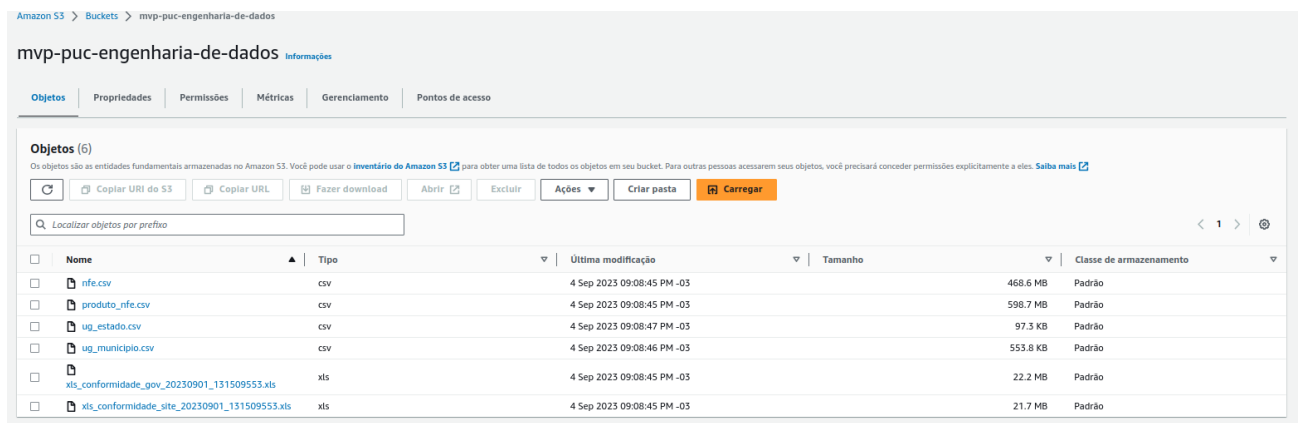 Amazon S3 > Buckets > mvp-puc-engenharia-de-dados
mvp-puc-engenharia-de-dados Informações
Objetos Propriedades Permissões Métricas Gerenciamento Pontos de acesso
Objetos (6)
Os objetos são as entidades fundamentais armazenadas no Amazon S3. Você pode usar o inventário do Amazon S3 para obter uma lista de todos os objetos em seu bucket. Para outras pessoas acessarem seus objetos, você precisará conceder permissões explicitamente a eles. Saiba mais
Copiar URI do S3 Copiar URL Fazer download Abrir Excluir Ações Criar pasta Carregar
Localizar objetos por prefixo < 1 >
Nome Tipo Última modificação Tamanho Classe de armazenamento
nfe.csv csv 4 Sep 2023 09:08:45 PM -03 468.6 MB Padrão
produto_nfe.csv csv 4 Sep 2023 09:08:45 PM -03 598.7 MB Padrão
ug_estado.csv csv 4 Sep 2023 09:08:47 PM -03 97.3 KB Padrão
ug_municipio.csv csv 4 Sep 2023 09:08:46 PM -03 553.8 KB Padrão
xls_conformidade_gov_20230901_131509553.xls xls 4 Sep 2023 09:08:45 PM -03 22.2 MB Padrão
xls_conformidade_site_20230901_131509553.xls xls 4 Sep 2023 09:08:45 PM -03 21.7 MB Padrão